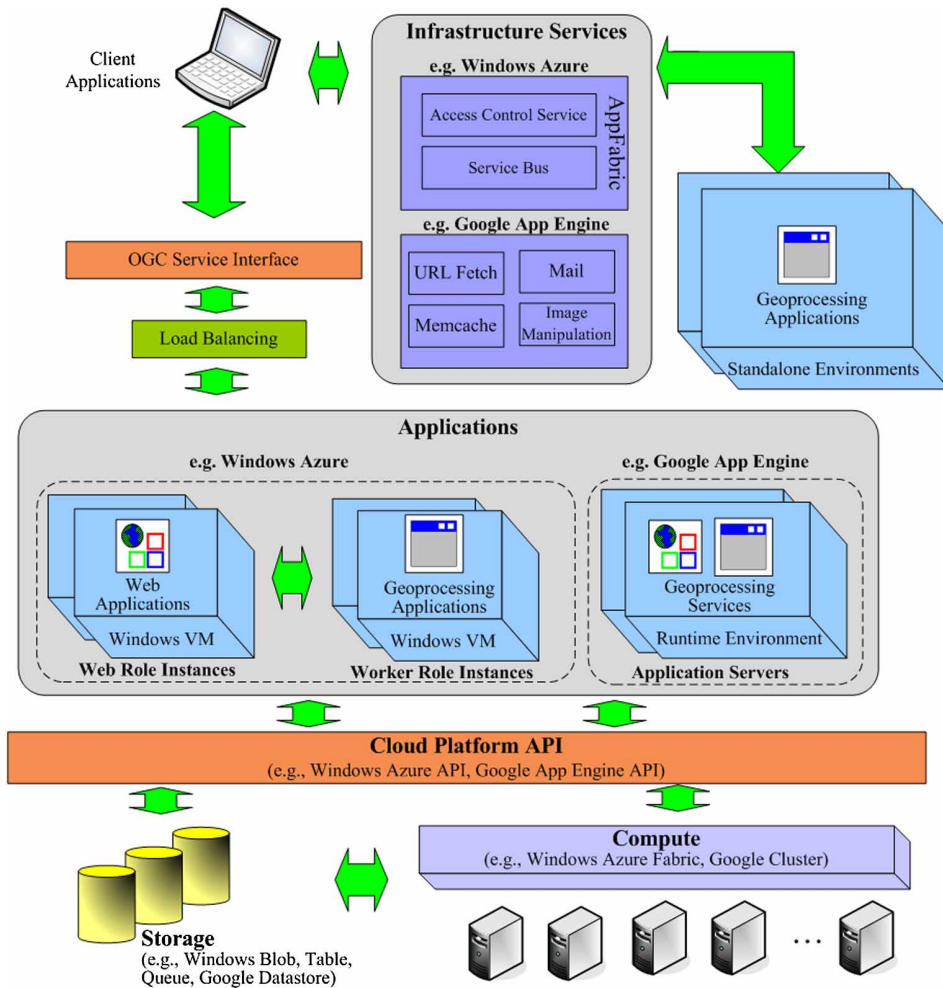 Client
Applications
Infrastructure Services
e.g. Windows Azure
Access Control Service
Service Bus
AppFabric
e.g. Google App Engine
URL Fetch
Mail
Memcache
Image
Manipulation
Geoprocessing
Applications
Standalone Environments
OGC Service Interface
Load Balancing
Applications
e.g. Windows Azure
Web
Applications
Windows VM
Web Role Instances
Geoprocessing
Applications
Windows VM
Worker Role Instances
e.g. Google App Engine
Geoprocessing
Services
Runtime Environment
Application Servers
Cloud Platform API
(e.g., Windows Azure API, Google App Engine API)
Storage
(e.g., Windows Blob, Table,
Queue, Google Datastore)
Compute
(e.g., Windows Azure Fabric, Google Cluster)
...